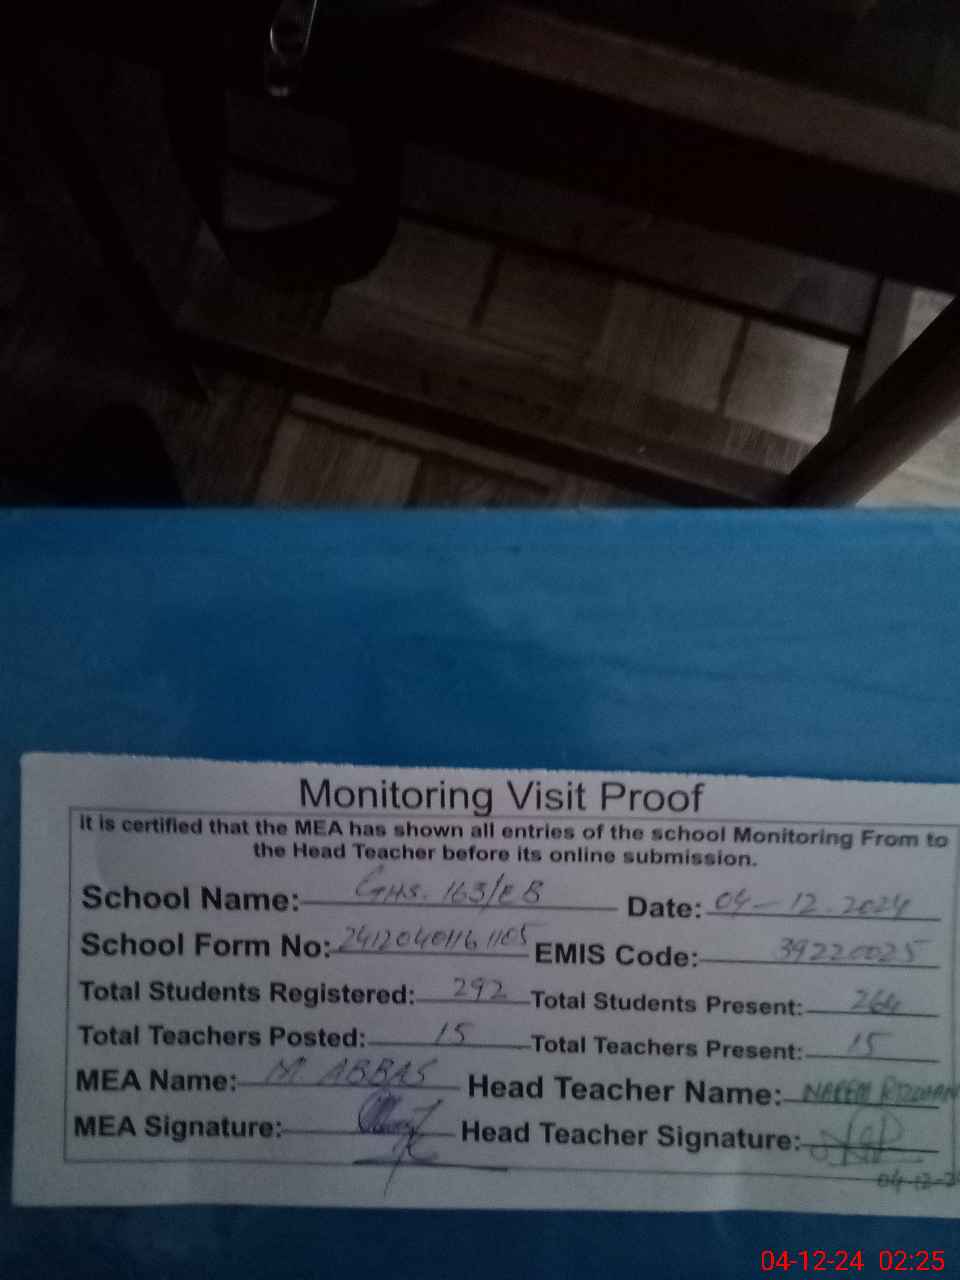 Monitoring Visit Proof
It is certified that the MEA has shown all entries of the school Monitoring From to
the Head Teacher before its online submission.
School Name: GHS. 163/EB Date: 04-12-2024
School Form No: 24120401161105 EMIS Code: 39220025
Total Students Registered: 292 Total Students Present: 264
Total Teachers Posted: 15 Total Teachers Present: 15
MEA Name: M. ABBAS Head Teacher Name:
MEA Signature: Head Teacher Signature:
04-12-24 02:25